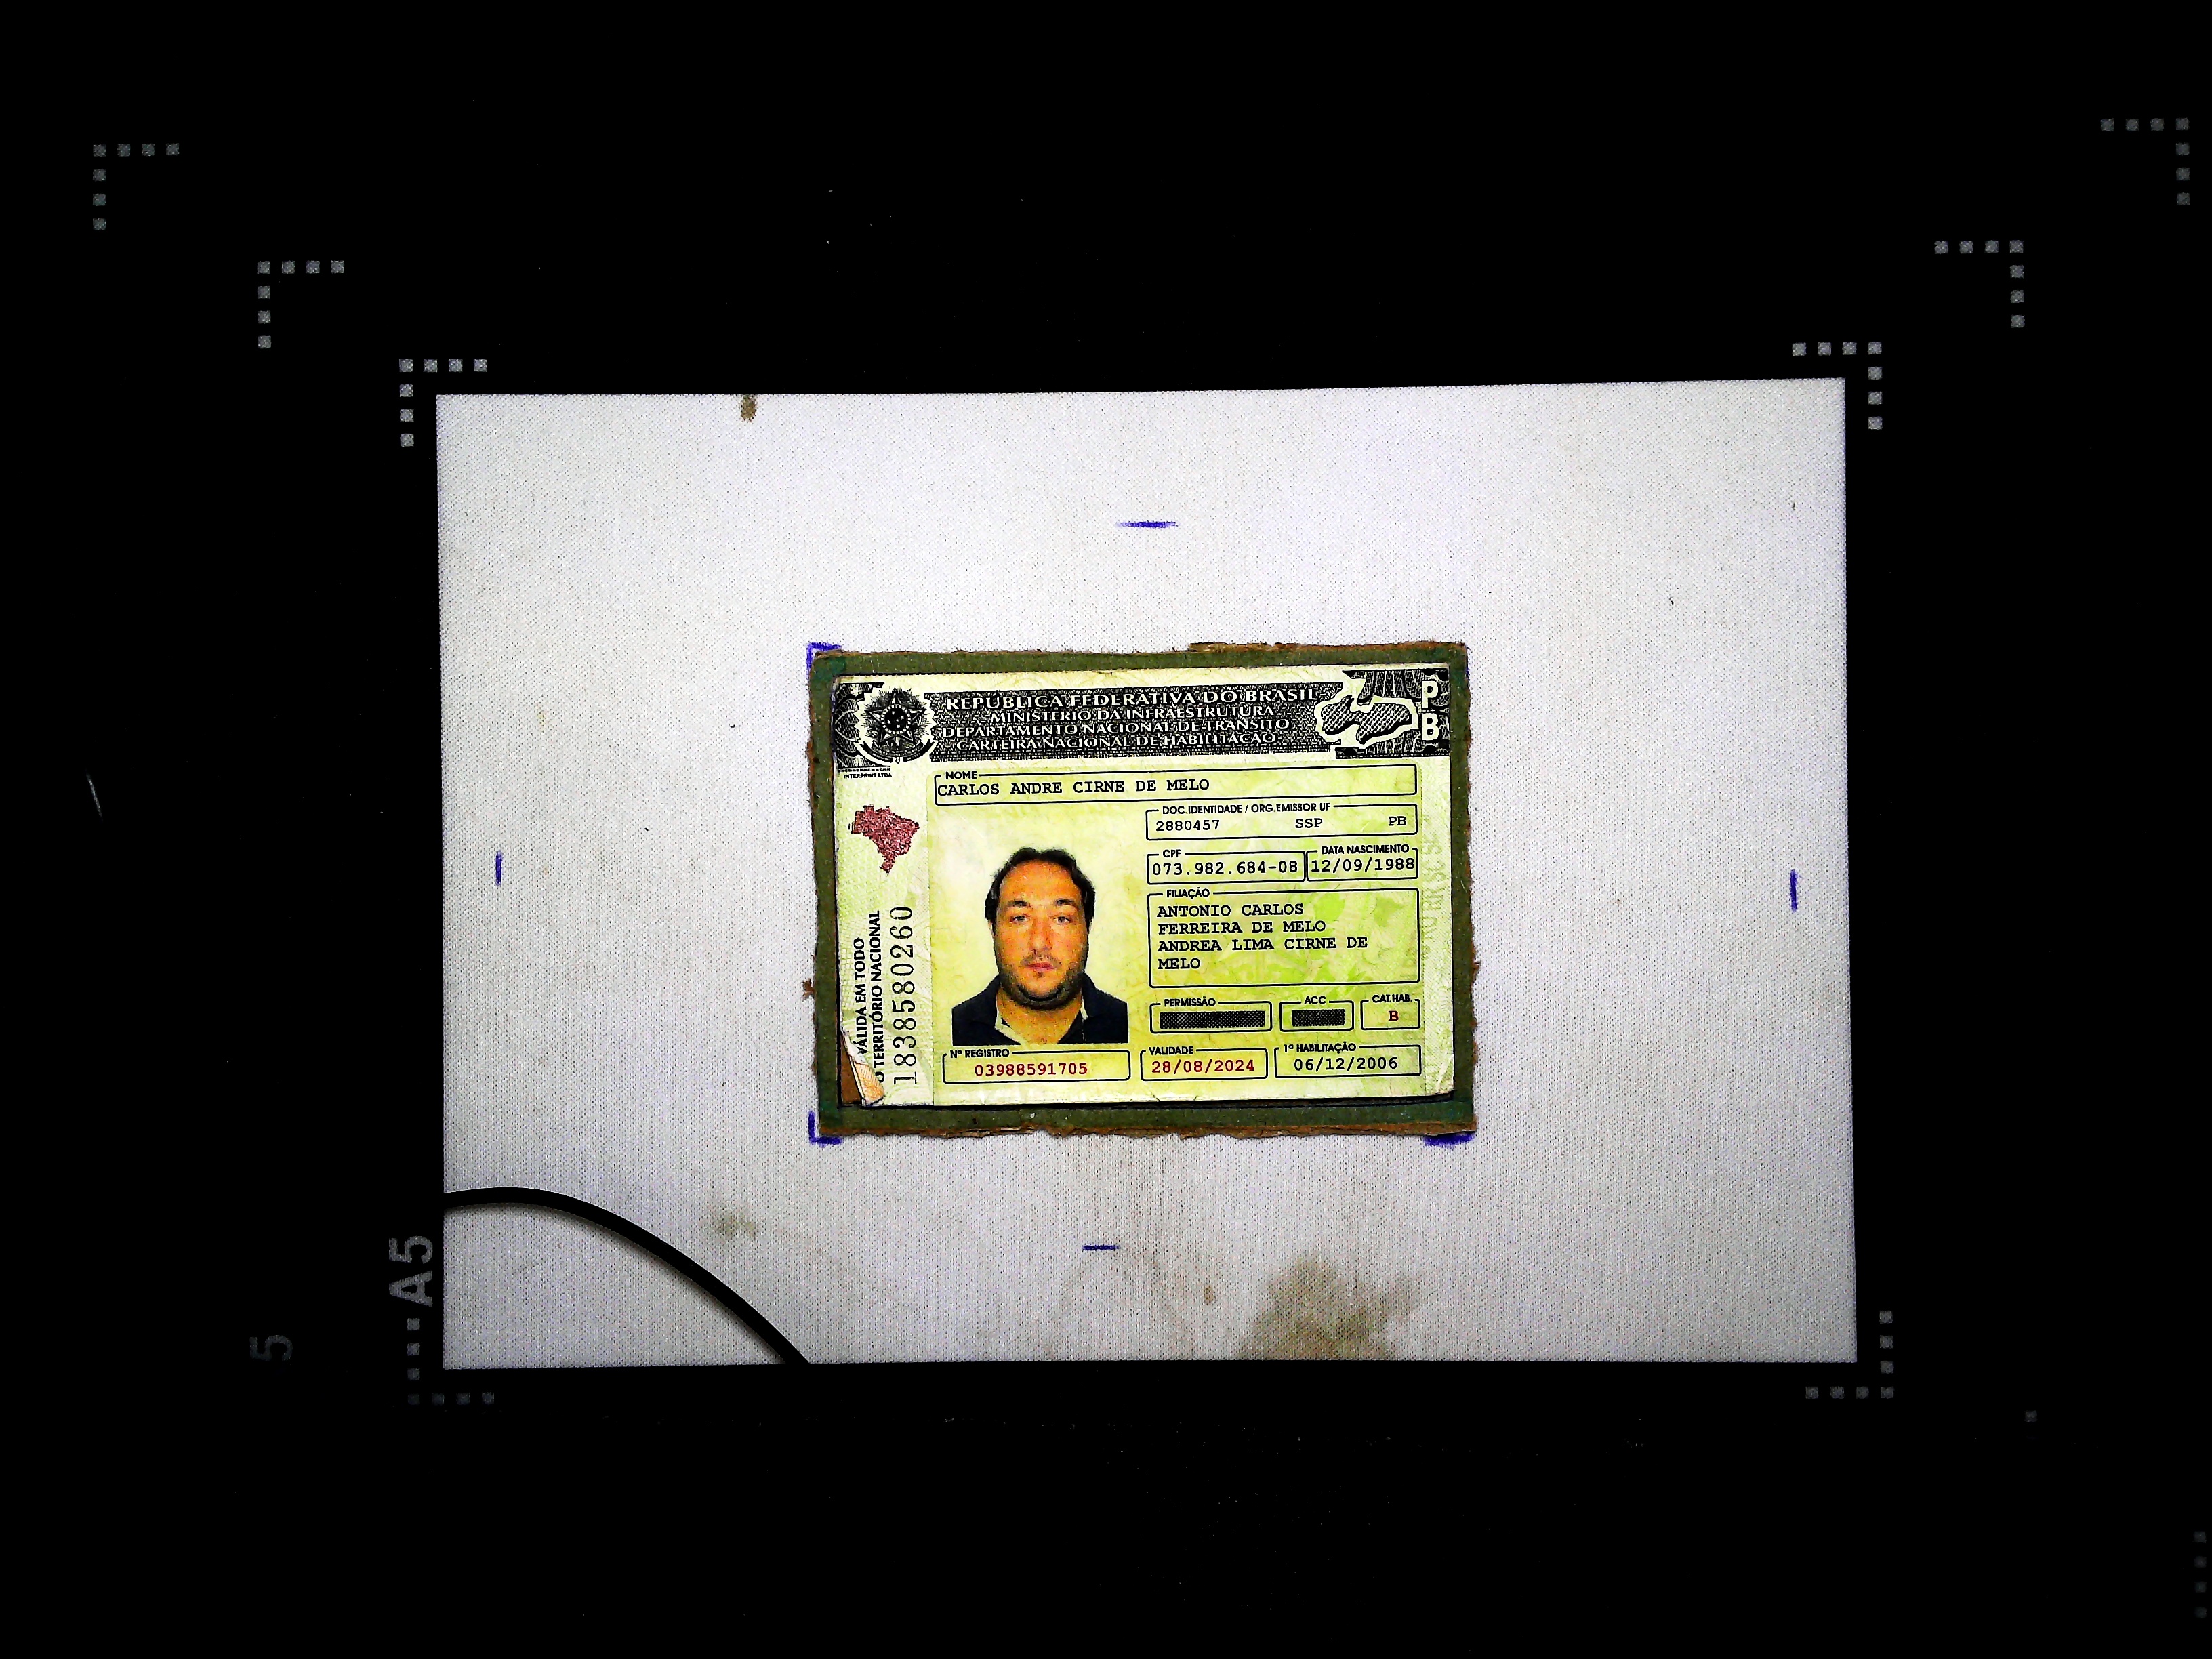 REPÚBLICA FEDERATIVA DO BRASIL
MINISTÉRIO DA INFRAESTRUTURA
DEPARTAMENTO NACIONAL DE TRÂNSITO
CARTEIRA NACIONAL DE HABILITAÇÃO
PB
INTERPRINT LTDA
NOME
CARLOS ANDRE CIRNE DE MELO
DOC.IDENTIDADE / ORG.EMISSOR UF
2880457 SSP PB
CPF DATA NASCIMENTO
073.982.684-08 12/09/1988
FILIAÇÃO
ANTONIO CARLOS
FERREIRA DE MELO
ANDREA LIMA CIRNE DE
MELO
PERMISSÃO ACC CAT.HAB.
B
Nº REGISTRO VALIDADE 1ª HABILITAÇÃO
03988591705 28/08/2024 06/12/2006
VÁLIDA EM TODO
O TERRITÓRIO NACIONAL
1838580260
A5
5